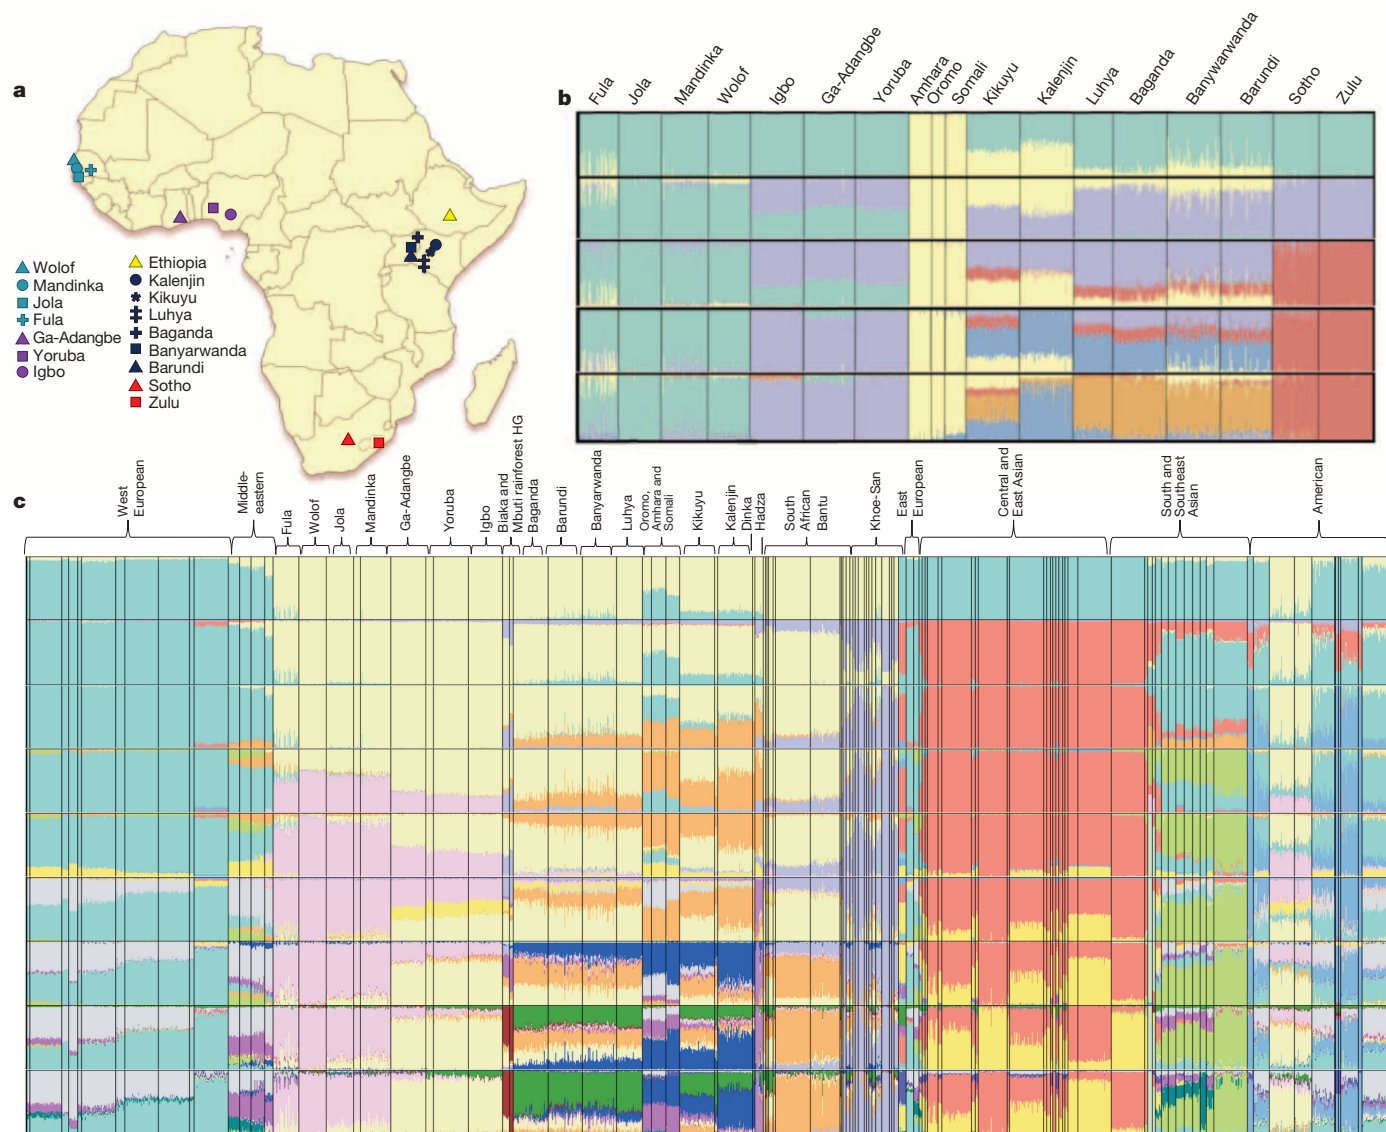 a
Wolof
Mandinka
Jola
Fula
Ga-Adangbe
Yoruba
Igbo
Ethiopia
Kalenjin
Kikuyu
Luhya
Baganda
Banyarwanda
Barundi
Sotho
Zulu
b
Fula
Jola
Mandinka
Wolof
Igbo
Ga-Adangbe
Yoruba
Amhara
Oromo
Somali
Kikuyu
Kalenjin
Luhya
Baganda
Banywarwanda
Barundi
Sotho
Zulu
c
West
European
Middle-
eastern
Fula
Wolof
Jola
Mandinka
Ga-Adangbe
Yoruba
Igbo
Biaka and
Mbuti rainforest HG
Baganda
Barundi
Banyarwanda
Luhya
Oromo,
Amhara and
Somali
Kikuyu
Kalenjin
Dinka
Hadza
South
African
Bantu
Khoe-San
East
European
Central and
East Asian
South and
Southeast
Asian
American